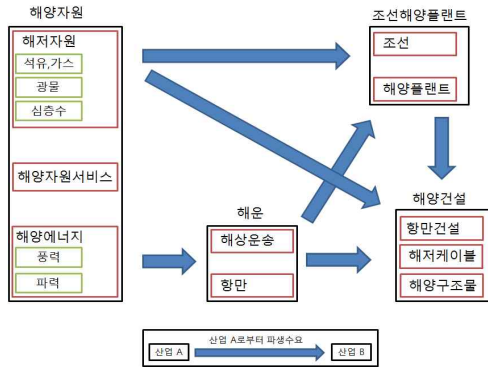 해양자원
해저자원
석유,가스
광물
심층수
해양자원서비스
해양에너지
풍력
파력
해운
해상운송
항만
조선해양플랜트
조선
해양플랜트
해양건설
항만건설
해저케이블
해양구조물
산업 A로부터 파생수요
산업 A
산업 B